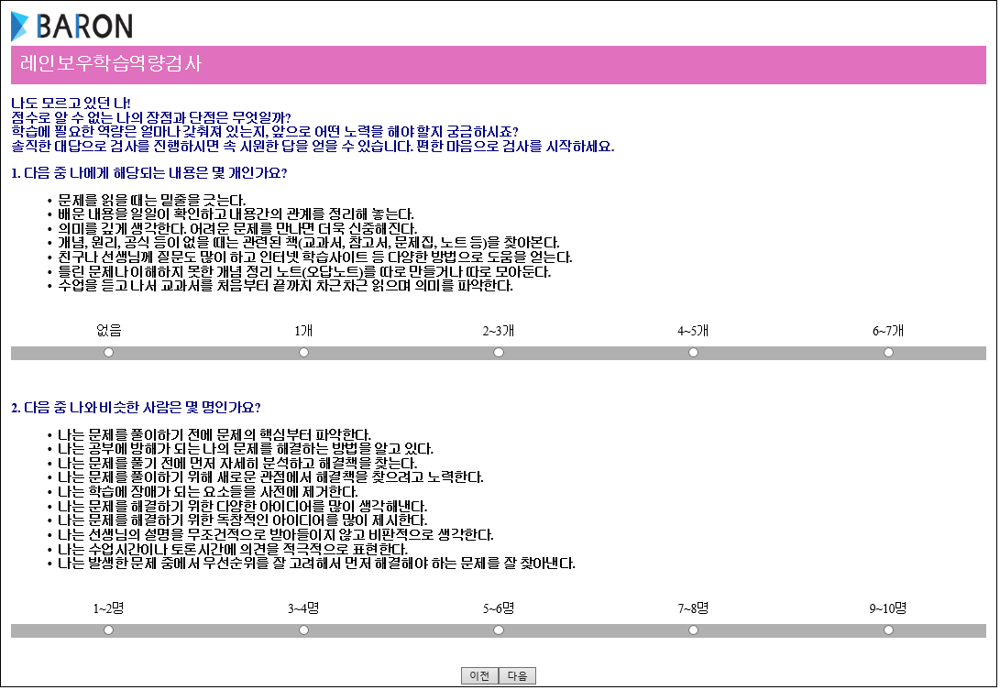 BARON
레인보우학습역량검사
나도 모르고 있던 나!
점수로 알 수 없는 나의 장점과 단점은 무엇일까?
학습에 필요한 역량은 얼마나 갖춰져 있는지, 앞으로 어떤 노력을 해야 할지 궁금하시죠?
솔직한 대답으로 검사를 진행하시면 속 시원한 답을 얻을 수 있습니다. 편한 마음으로 검사를 시작하세요.
1. 다음 중 나에게 해당되는 내용은 몇 개인가요?
• 문제를 읽을 때는 밑줄을 긋는다.
• 배운 내용을 일일이 확인하고 내용간의 관계를 정리해 놓는다.
• 의미를 깊게 생각한다. 어려운 문제를 만나면 더욱 신중해진다.
• 개념, 원리, 공식 등이 없을 때는 관련된 책(교과서, 참고서, 문제집, 노트 등)을 찾아본다.
• 친구나 선생님께 질문도 많이 하고 인터넷 학습사이트 등 다양한 방법으로 도움을 얻는다.
• 틀린 문제나 이해하지 못한 개념 정리 노트(오답노트)를 따로 만들거나 따로 모아둔다.
• 수업을 듣고 나서 교과서를 처음부터 끝까지 차근차근 읽으며 의미를 파악한다.
없음 1개 2~3개 4~5개 6~7개
2. 다음 중 나와 비슷한 사람은 몇 명인가요?
• 나는 문제를 풀이하기 전에 문제의 핵심부터 파악한다.
• 나는 공부에 방해가 되는 나의 문제를 해결하는 방법을 알고 있다.
• 나는 문제를 풀기 전에 먼저 자세히 분석하고 해결책을 찾는다.
• 나는 문제를 풀이하기 위해 새로운 관점에서 해결책을 찾으려고 노력한다.
• 나는 학습에 장애가 되는 요소들을 사전에 제거한다.
• 나는 문제를 해결하기 위한 다양한 아이디어를 많이 생각해낸다.
• 나는 문제를 해결하기 위한 독창적인 아이디어를 많이 제시한다.
• 나는 선생님의 설명을 무조건적으로 받아들이지 않고 비판적으로 생각한다.
• 나는 수업시간이나 토론시간에 의견을 적극적으로 표현한다.
• 나는 발생한 문제 중에서 우선순위를 잘 고려해서 먼저 해결해야 하는 문제를 잘 찾아낸다.
1~2명 3~4명 5~6명 7~8명 9~10명
이전 다음